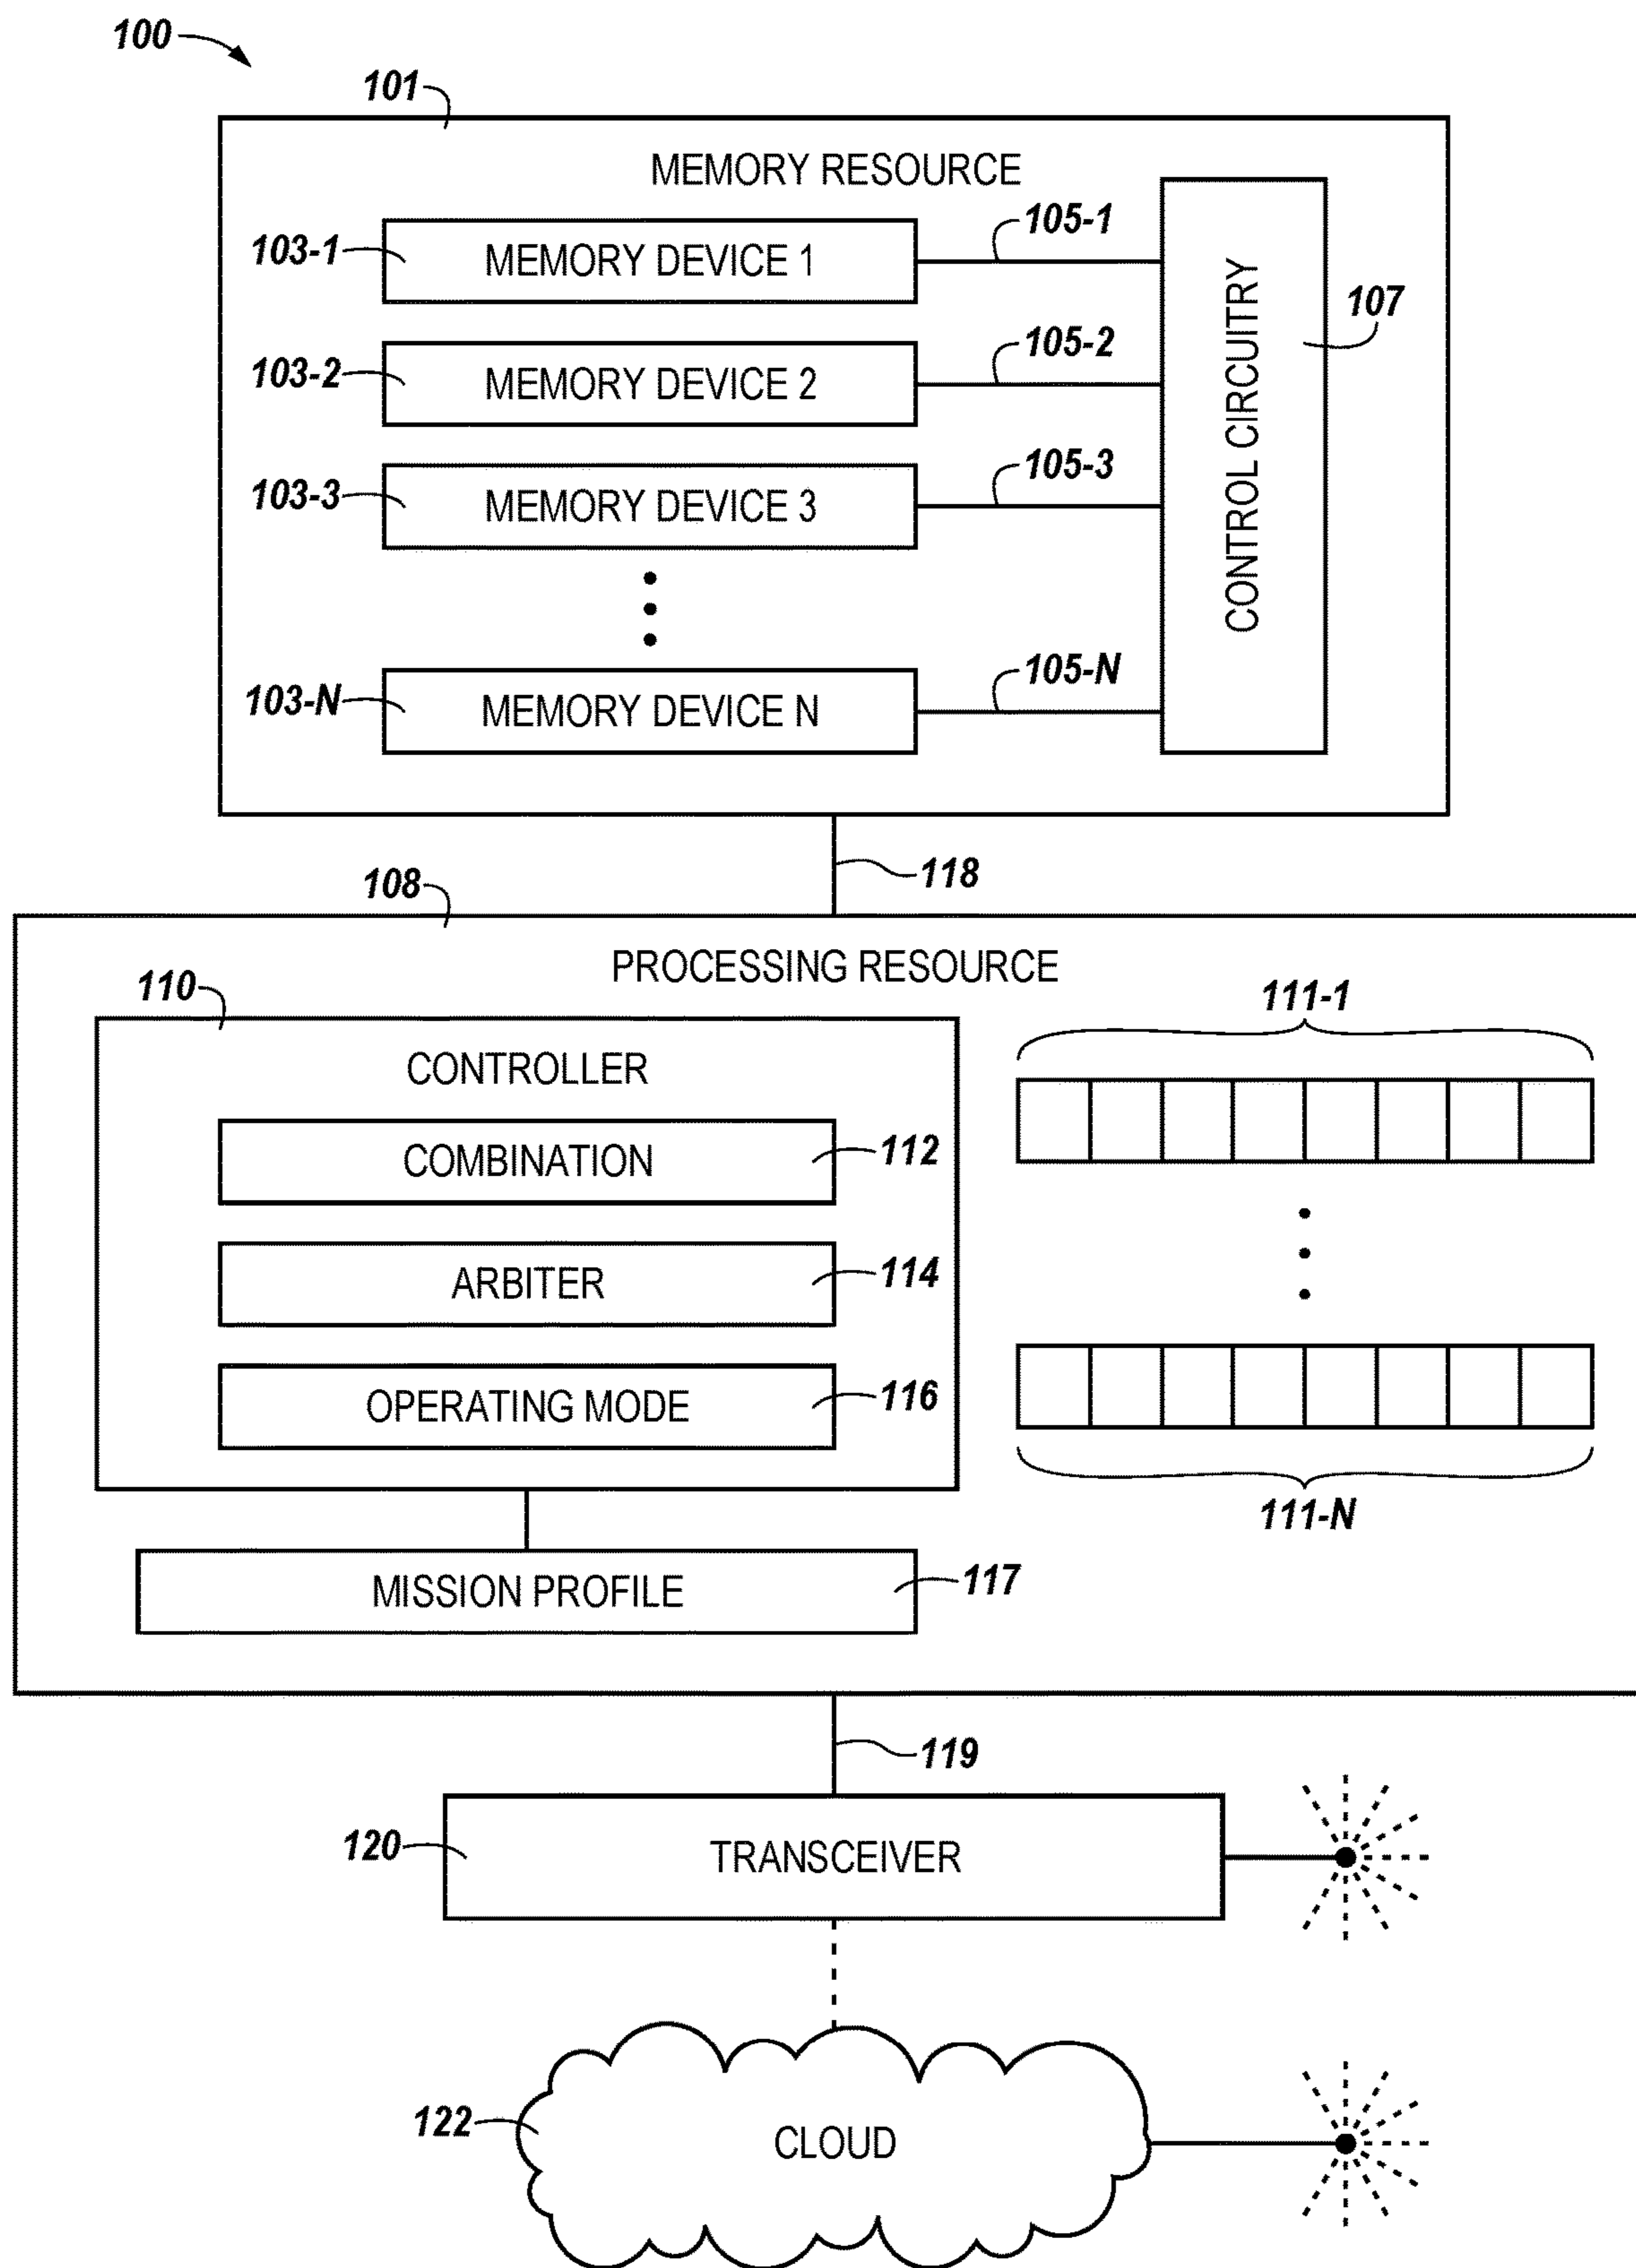 100
101
MEMORY RESOURCE
103-1
MEMORY DEVICE 1
105-1
103-2
MEMORY DEVICE 2
105-2
103-3
MEMORY DEVICE 3
105-3
103-N
MEMORY DEVICE N
105-N
CONTROL CIRCUITRY
107
118
108
PROCESSING RESOURCE
110
CONTROLLER
COMBINATION
112
ARBITER
114
OPERATING MODE
116
MISSION PROFILE
117
111-1
111-N
119
120
TRANSCEIVER
122
CLOUD